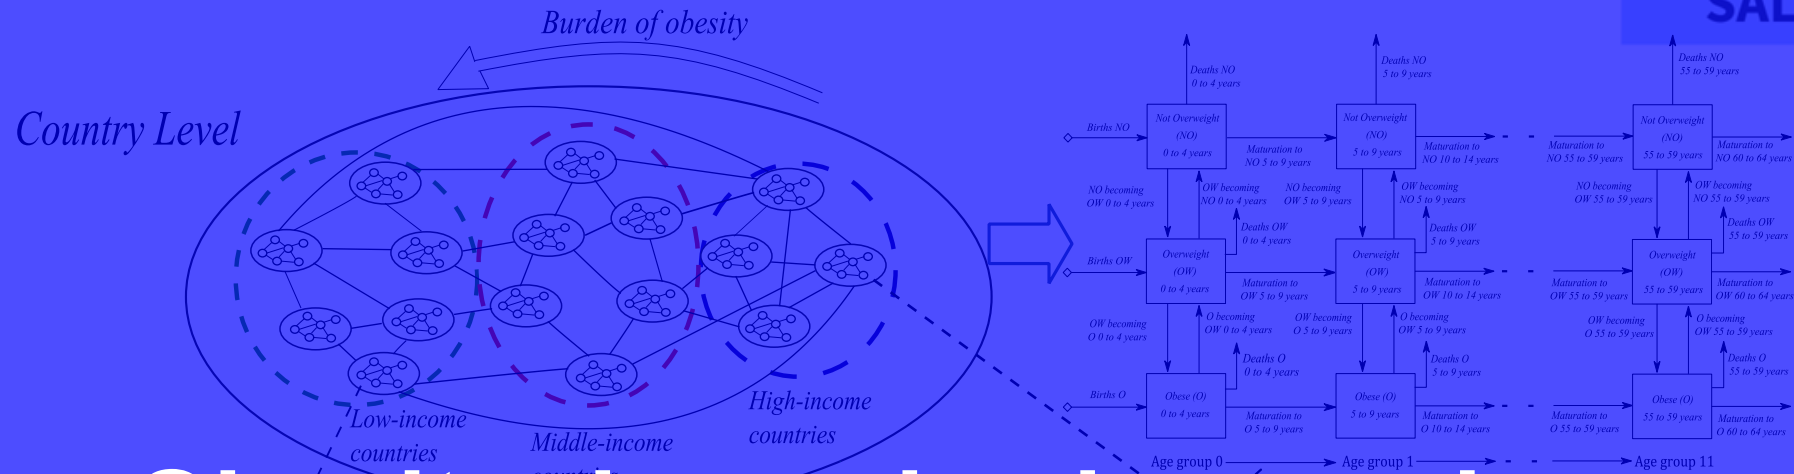 Burden of obesity
SAL
Country Level
Low-income
countries
Middle-income
High-income
countries
Deaths NO
0 to 4 years
Deaths NO
5 to 9 years
Deaths NO
55 to 59 years
Births NO
Not Overweight
(NO)
0 to 4 years
Maturation to
NO 5 to 9 years
Not Overweight
(NO)
5 to 9 years
Maturation to
NO 10 to 14 years
Maturation to
NO 55 to 59 years
Not Overweight
(NO)
55 to 59 years
Maturation to
NO 60 to 64 years
NO becoming
OW 0 to 4 years
OW becoming
NO 0 to 4 years
NO becoming
OW 5 to 9 years
OW becoming
NO 5 to 9 years
NO becoming
OW 55 to 59 years
OW becoming
NO 55 to 59 years
Deaths OW
0 to 4 years
Deaths OW
5 to 9 years
Deaths OW
55 to 59 years
Births OW
Overweight
(OW)
0 to 4 years
Maturation to
OW 5 to 9 years
Overweight
(OW)
5 to 9 years
Maturation to
OW 10 to 14 years
Maturation to
OW 55 to 59 years
Overweight
(OW)
55 to 59 years
Maturation to
OW 60 to 64 years
OW becoming
O 0 to 4 years
O becoming
OW 0 to 4 years
OW becoming
O 5 to 9 years
O becoming
OW 5 to 9 years
OW becoming
O 55 to 59 years
O becoming
OW 55 to 59 years
Deaths O
0 to 4 years
Deaths O
5 to 9 years
Deaths O
55 to 59 years
Births O
Obese (O)
0 to 4 years
Maturation to
O 5 to 9 years
Obese (O)
5 to 9 years
Maturation to
O 10 to 14 years
Maturation to
O 55 to 59 years
Obese (O)
55 to 59 years
Maturation to
O 60 to 64 years
Age group 0
Age group 1
Age group 11